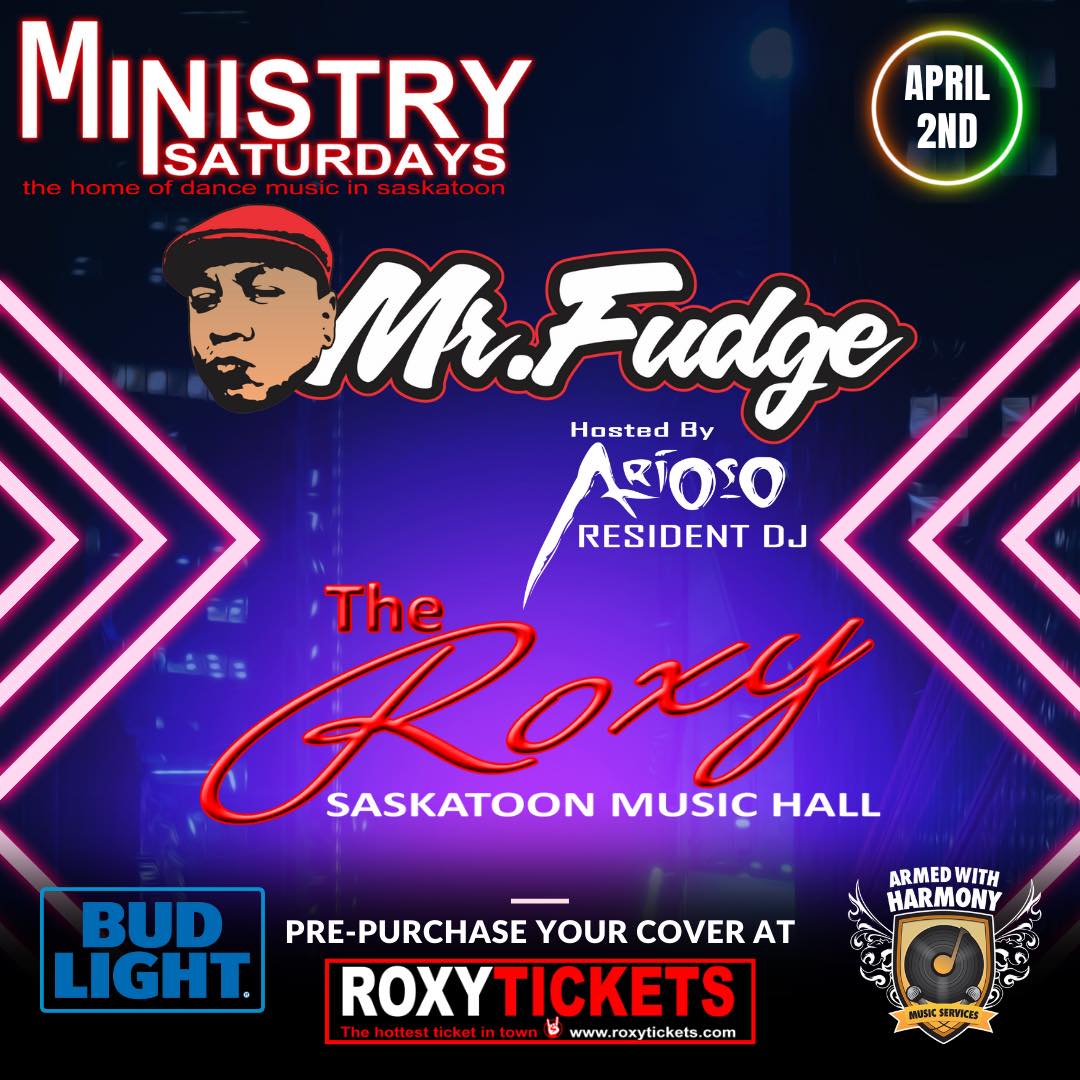 MINISTRY
SATURDAYS
the home of dance music in saskatoon
APRIL
2ND
Mr. Fudge
Hosted By
ARIOSO
RESIDENT DJ
The
Roxy
SASKATOON MUSIC HALL
BUD
LIGHT®
PRE-PURCHASE YOUR COVER AT
ROXYTICKETS
The hottest ticket in town www.roxytickets.com
ARMED WITH
HARMONY
MUSIC SERVICES